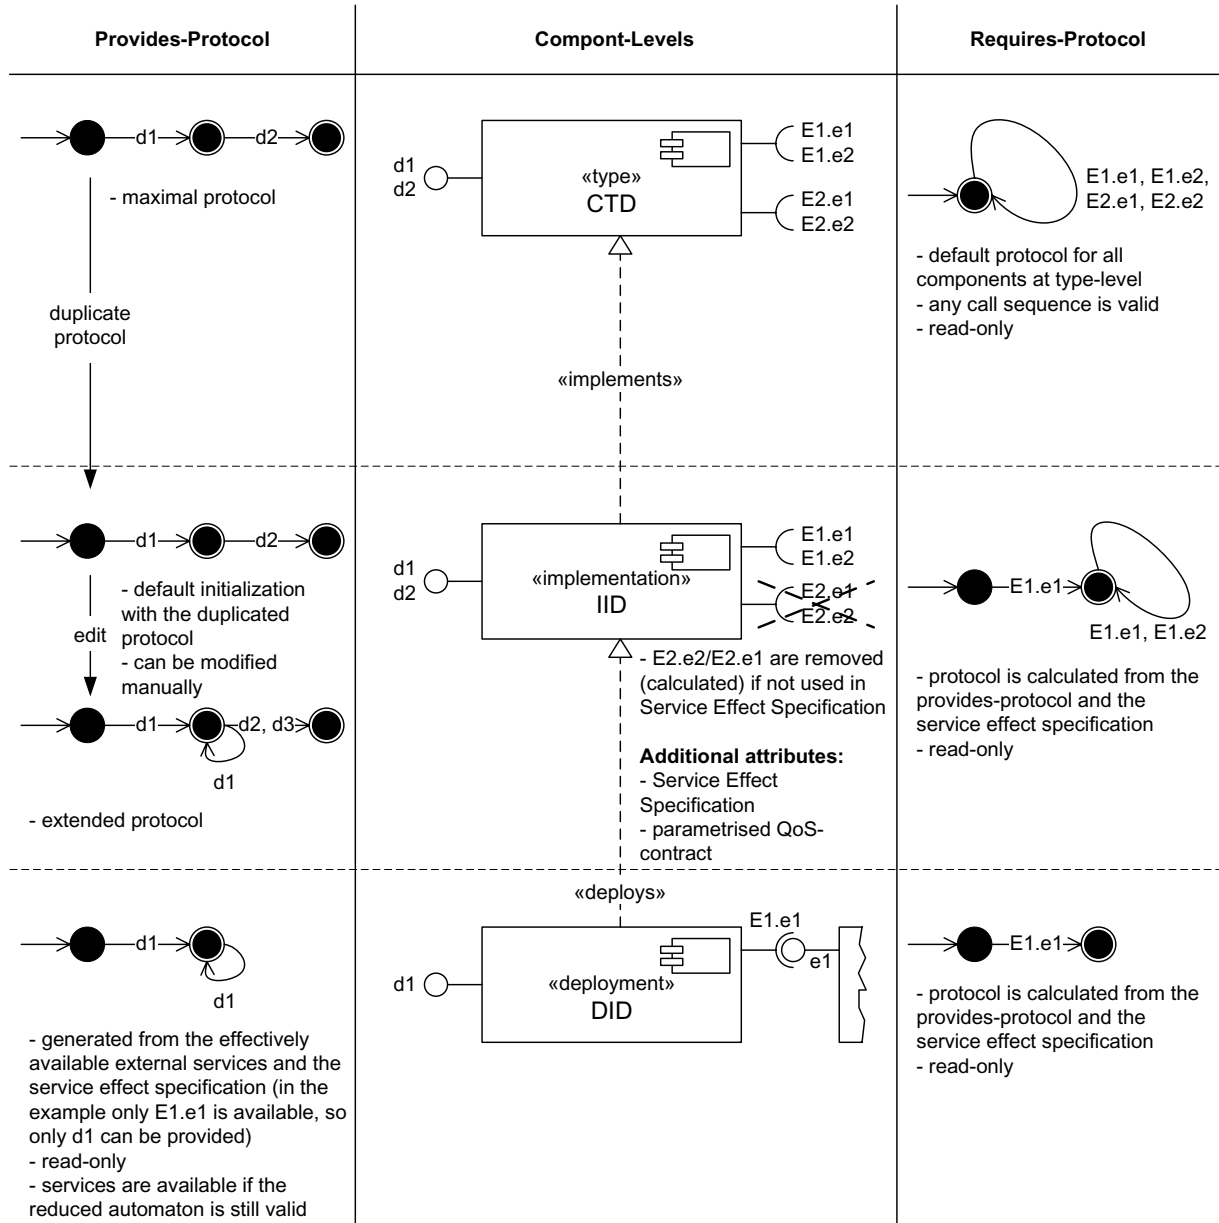 Provides-Protocol
Compont-Levels
Requires-Protocol
d1
d2
- maximal protocol
duplicate
protocol
d1
d2
«type»
CTD
E1.e1
E1.e2
E2.e1
E2.e2
«implements»
E1.e1, E1.e2,
E2.e1, E2.e2
- default protocol for all
components at type-level
- any call sequence is valid
- read-only
d1
d2
- default initialization
with the duplicated
protocol
- can be modified
manually
edit
d1
d2, d3
d1
- extended protocol
d1
d2
«implementation»
IID
E1.e1
E1.e2
E2.e1
E2.e2
- E2.e2/E2.e1 are removed
(calculated) if not used in
Service Effect Specification
Additional attributes:
- Service Effect
Specification
- parametrised QoS-
contract
«deploys»
E1.e1
E1.e1, E1.e2
- protocol is calculated from the
provides-protocol and the
service effect specification
- read-only
d1
d1
- generated from the effectively
available external services and the
service effect specification (in the
example only E1.e1 is available, so
only d1 can be provided)
- read-only
- services are available if the
reduced automaton is still valid
d1
«deployment»
DID
E1.e1
e1
E1.e1
- protocol is calculated from the
provides-protocol and the
service effect specification
- read-only